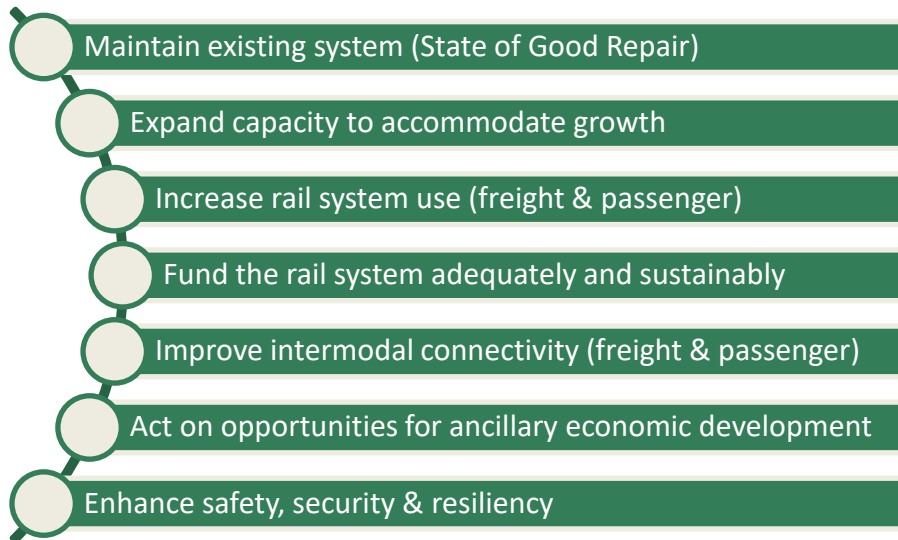 Maintain existing system (State of Good Repair)
Expand capacity to accommodate growth
Increase rail system use (freight & passenger)
Fund the rail system adequately and sustainably
Improve intermodal connectivity (freight & passenger)
Act on opportunities for ancillary economic development
Enhance safety, security & resiliency